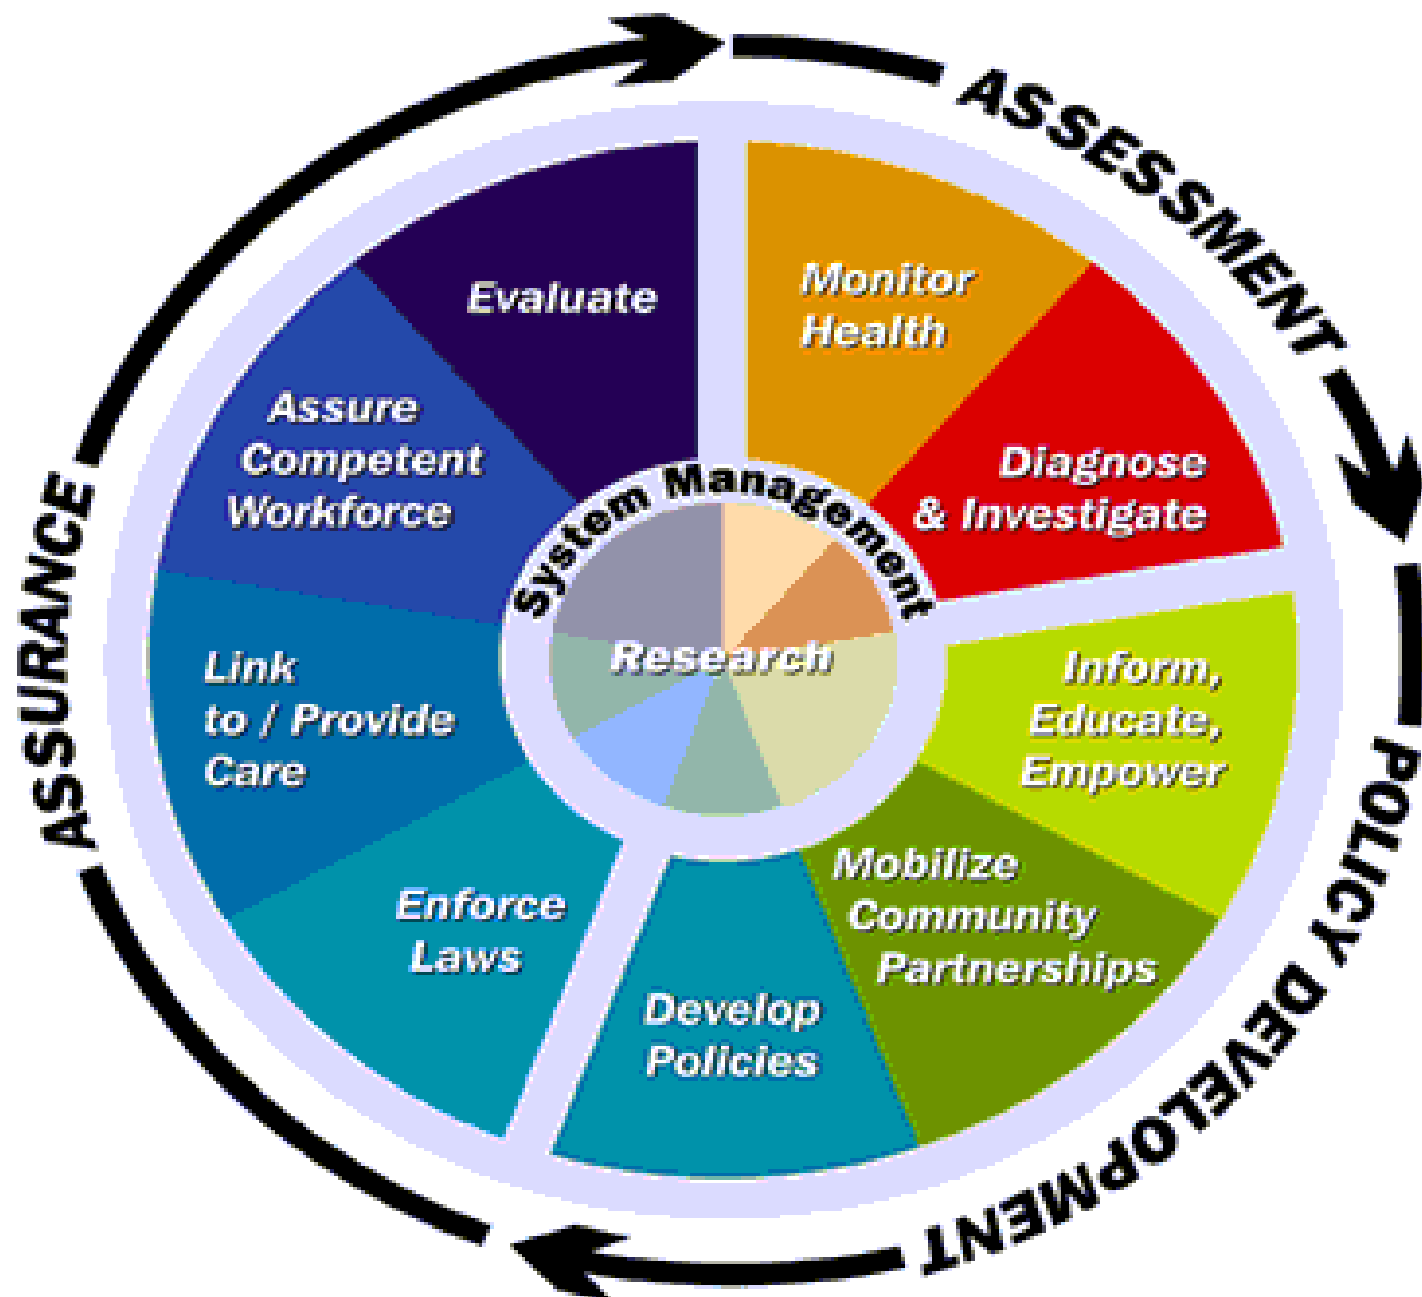 ASSESSMENT
POLICY DEVELOPMENT
ASSURANCE
Monitor
Health
Diagnose
& Investigate
Inform,
Educate,
Empower
Mobilize
Community
Partnerships
Develop
Policies
Enforce
Laws
Link
to / Provide
Care
Assure
Competent
Workforce
Evaluate
System Management
Research